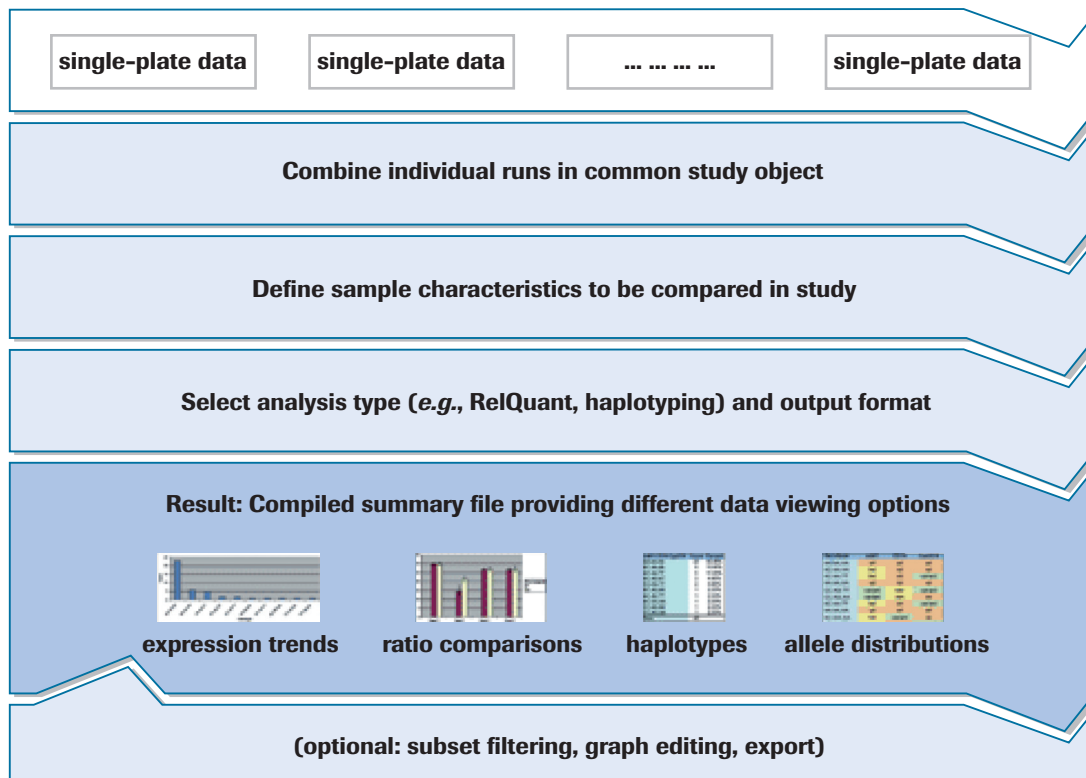 single-plate data
single-plate data
... ... ... ...
single-plate data
Combine individual runs in common study object
Define sample characteristics to be compared in study
Select analysis type (e.g., RelQuant, haplotyping) and output format
Result: Compiled summary file providing different data viewing options
expression trends
ratio comparisons
haplotypes
allele distributions
(optional: subset filtering, graph editing, export)